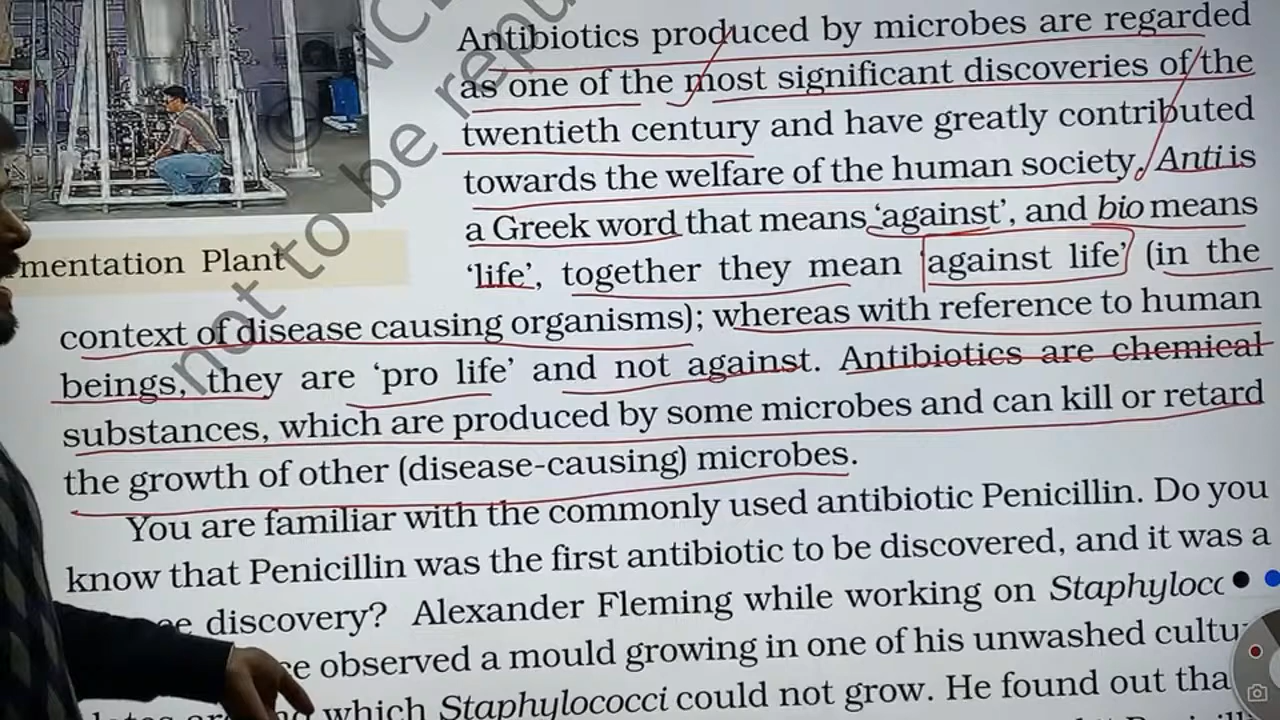 Antibiotics produced by microbes are regarded
as one of the most significant discoveries of the
twentieth century and have greatly contributed
towards the welfare of the human society. Anti is
a Greek word that means 'against', and bio means
'life', together they mean 'against life' (in the
context of disease causing organisms); whereas with reference to human
beings, they are 'pro life' and not against. Antibiotics are chemical
substances, which are produced by some microbes and can kill or retard
the growth of other (disease-causing) microbes.
You are familiar with the commonly used antibiotic Penicillin. Do you
know that Penicillin was the first antibiotic to be discovered, and it was a
discovery? Alexander Fleming while working on
observed a mould growing in one of his unwashed
which Staphylococci could not grow. He found out
Plant
not to be